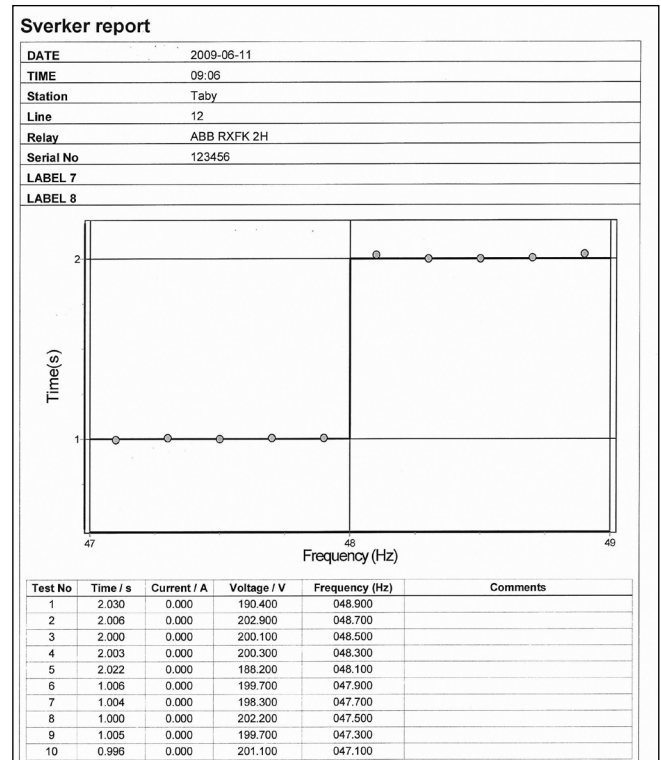 Sverker report
DATE 2009-06-11
TIME 09:06
Station Taby
Line 12
Relay ABB RXFK 2H
Serial No 123456
LABEL 7
LABEL 8
2
Time(s)
1
47 48 49
Frequency (Hz)
Test No Time / s Current / A Voltage / V Frequency (Hz) Comments
1 2.030 0.000 190.400 048.900
2 2.006 0.000 202.900 048.700
3 2.000 0.000 200.100 048.500
4 2.003 0.000 200.300 048.300
5 2.022 0.000 188.200 048.100
6 1.006 0.000 199.700 047.900
7 1.004 0.000 198.300 047.700
8 1.000 0.000 202.200 047.500
9 1.005 0.000 199.700 047.300
10 0.996 0.000 201.100 047.100